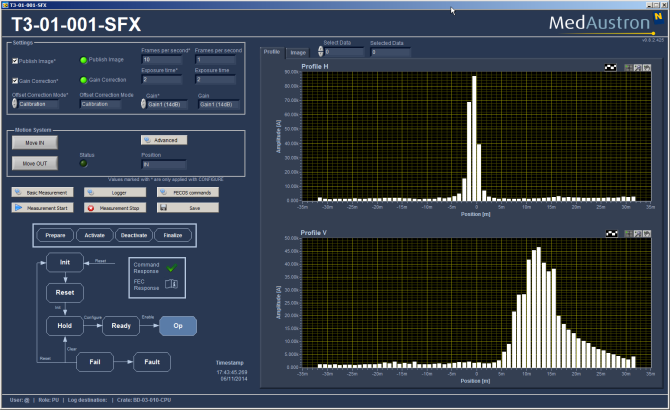 T3-01-001-SFX
T3-01-001-SFX
MedAustron
Settings
Publish Image*
Publish Image
Frames per second*
10
Frames per second
1
Gain Correction*
Gain Correction
Exposure time*
2
Exposure time
2
Offset Correction Mode*
Calibration
Offset Correction Mode
Calibration
Gain*
Gain1 (14dB)
Gain
Gain1 (14dB)
Motion System
Move IN
Advanced
Move OUT
Status
Position
Values marked with * are only applied with CONFIGURE
Basic Measurement
Logger
FECOS commands
Measurement Start
Measurement Stop
Save
Prepare
Activate
Deactivate
Finalize
Init
Reset
Reset
Init
Hold
Configure
Ready
Enable
Op
Clear
Reset
Fail
Fault
Command
Response
FEC
Response
Timestamp
17:43:45.269
Profile
Image
Select Data
0
Selected Data
0
Profile H
90.00m
80.00m
70.00m
60.00m
50.00m
40.00m
30.00m
20.00m
10.00m
0.00m
Amplitude [A]
-35m -30m -25m -20m -15m -10m -5m 0 5m 10m 15m 20m 25m 30m 35m
Position [m]
Profile V
50.00m
45.00m
40.00m
35.00m
30.00m
25.00m
20.00m
15.00m
10.00m
5.00m
0.00m
Amplitude [A]
-35m -30m -25m -20m -15m -10m -5m 0 5m 10m 15m 20m 25m 30m 35m
Position [m]
User: @ | Role: PU | Log destination: | Crate: BD-03-010-CPU